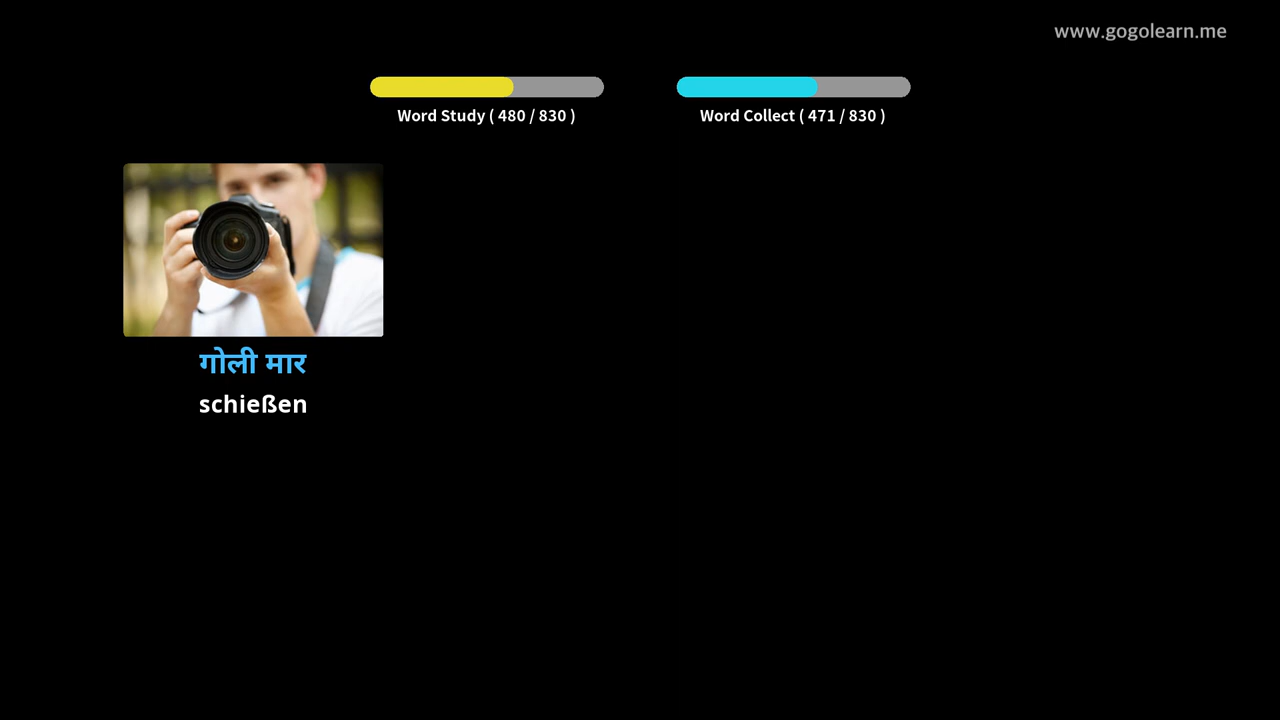 www.gogolearn.me
Word Study ( 480 / 830 )
Word Collect ( 471 / 830 )
गोली मार
schießen